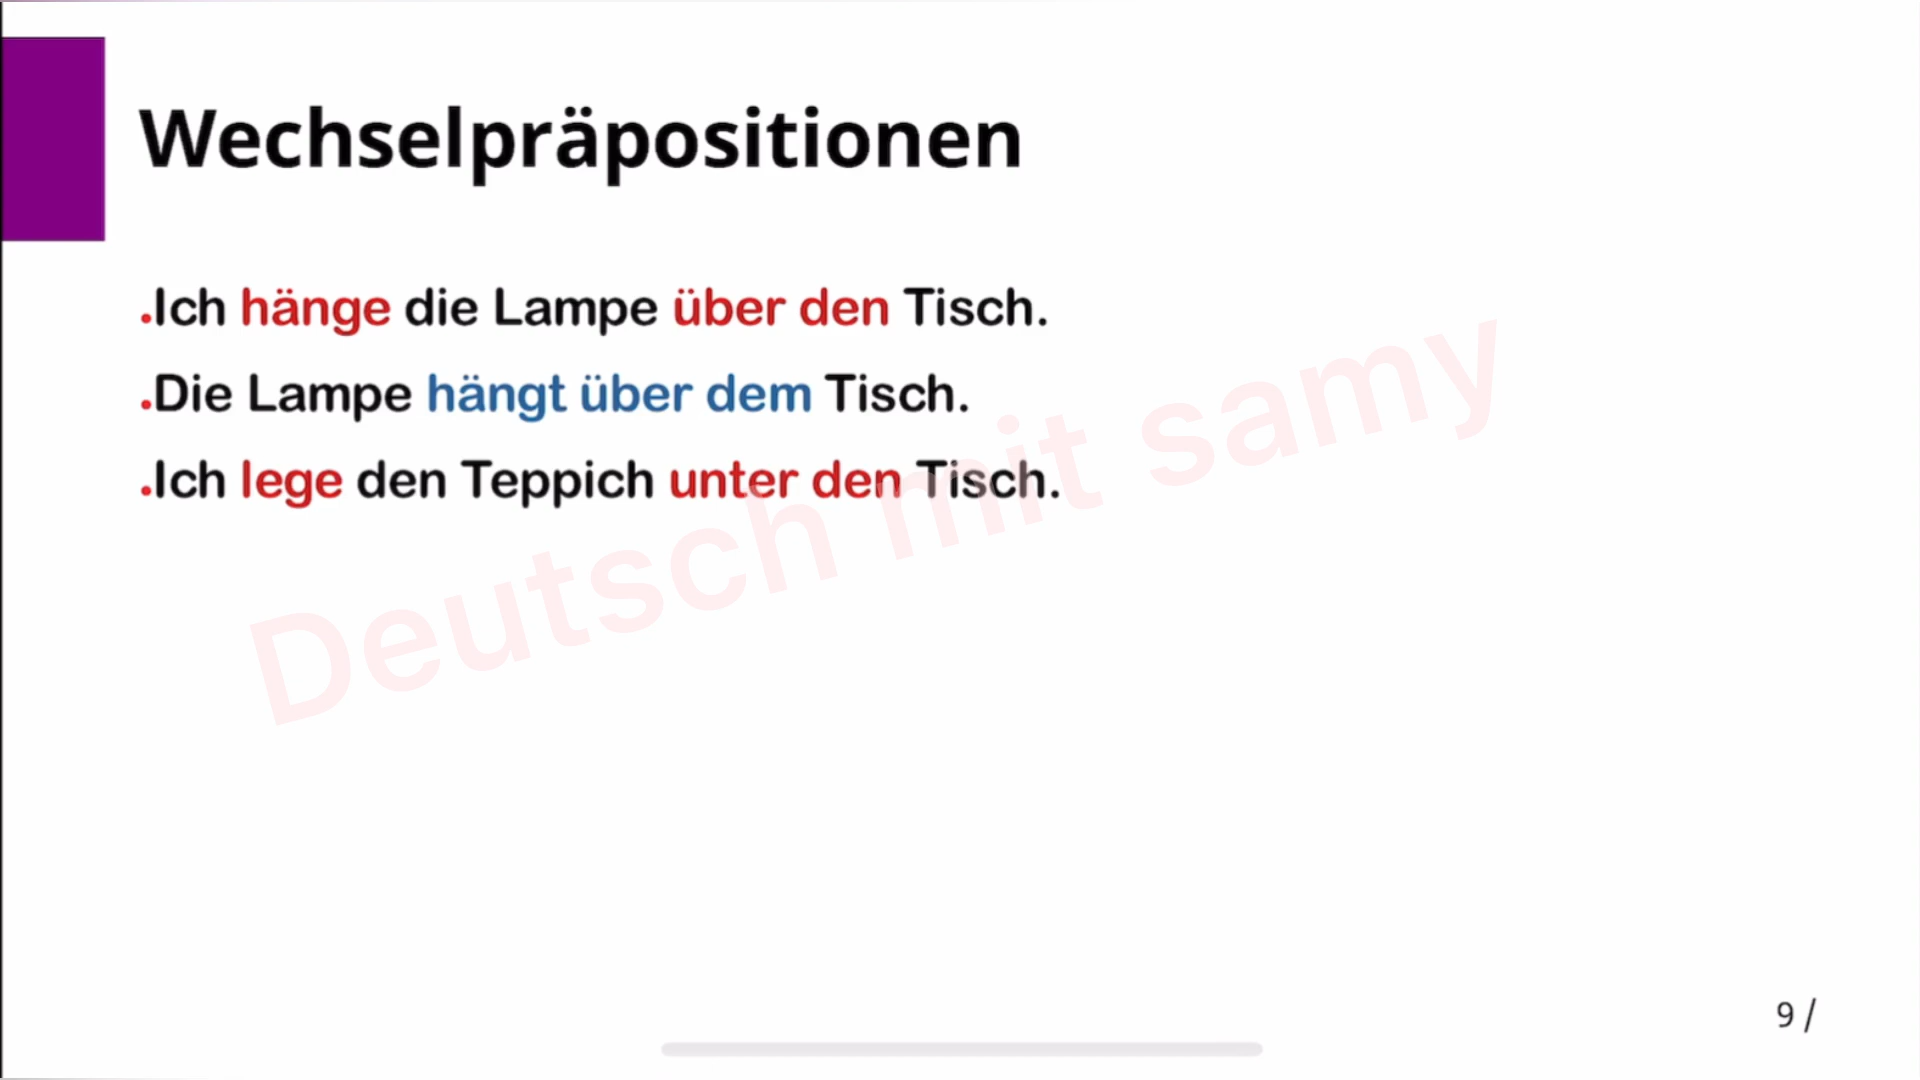 Wechselpräpositionen
.Ich hänge die Lampe über den Tisch.
.Die Lampe hängt über dem Tisch.
.Ich lege den Teppich unter den Tisch.
Deutsch mit samy
9 /